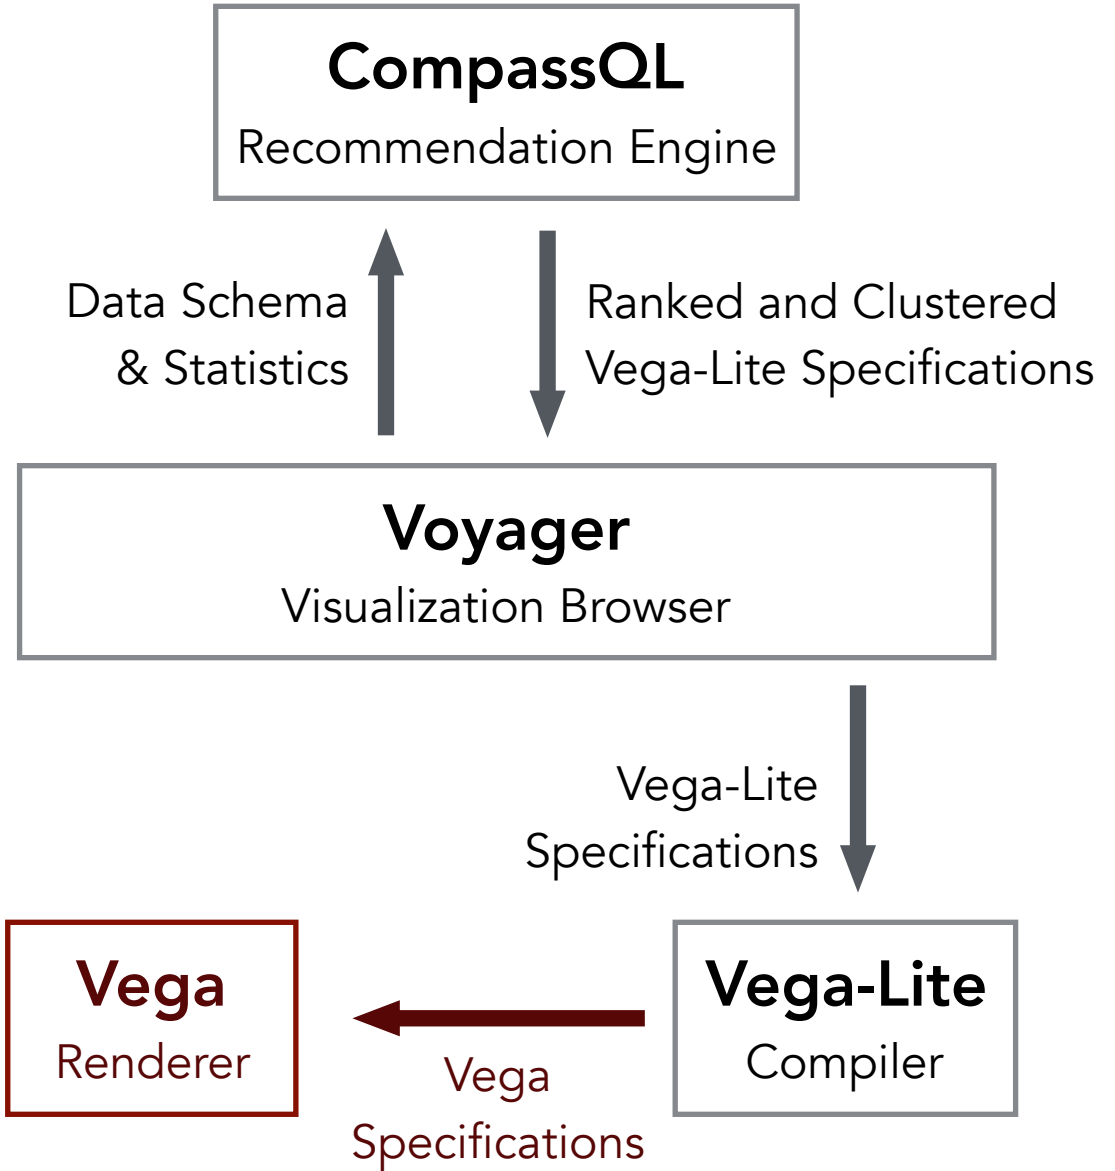 CompassQL
Recommendation Engine
Data Schema
& Statistics
Ranked and Clustered
Vega-Lite Specifications
Voyager
Visualization Browser
Vega-Lite
Specifications
Vega
Renderer
Vega
Specifications
Vega-Lite
Compiler